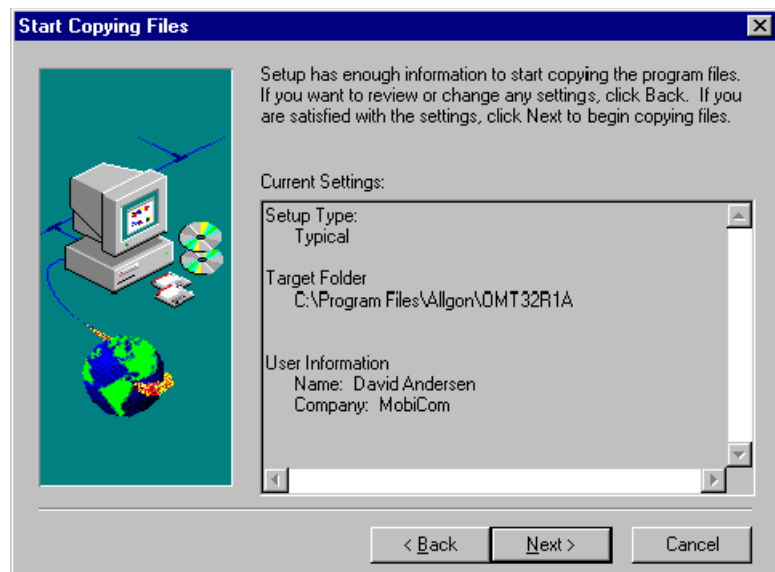 Start Copying Files
Setup has enough information to start copying the program files.
If you want to review or change any settings, click Back. If you
are satisfied with the settings, click Next to begin copying files.
Current Settings:
Setup Type:
Typical
Target Folder
C:\Program Files\Allgon\OMT32R1A
User Information
Name: David Andersen
Company: MobiCom
< Back
Next >
Cancel